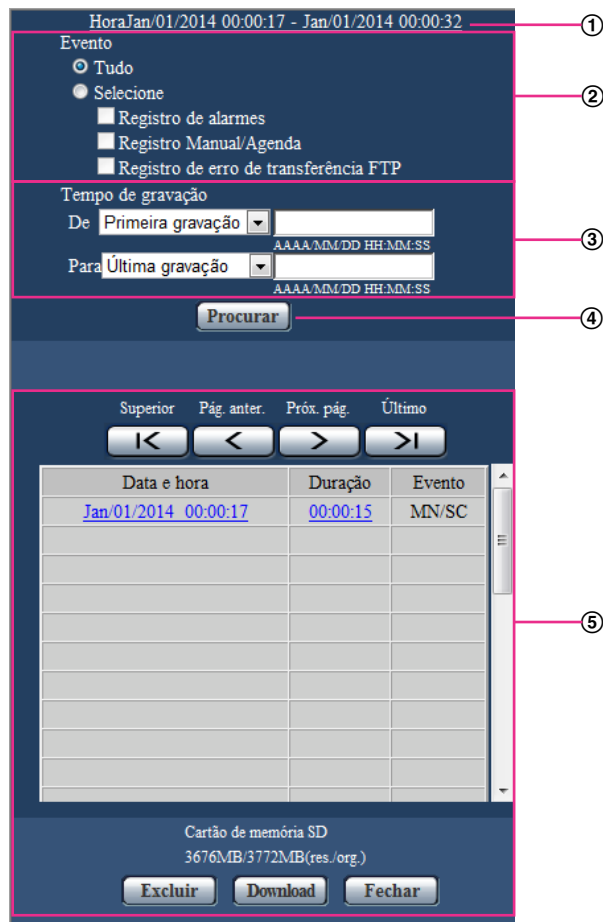 HoraJan/01/2014 00:00:17 - Jan/01/2014 00:00:32
①
Evento
Tudo
Selecione
②
Registro de alarmes
Registro Manual/Agenda
Registro de erro de transferência FTP
Tempo de gravação
De Primeira gravação
AAAA/MM/DD HH:MM:SS
③
Para Última gravação
AAAA/MM/DD HH:MM:SS
Procurar
④
Superior Pág. anter. Próx. pág. Último
Data e hora Duração Evento
Jan/01/2014 00:00:17 00:00:15 MN/SC
⑤
Cartão de memória SD
3676MB/3772MB(res./org.)
Excluir Download Fechar